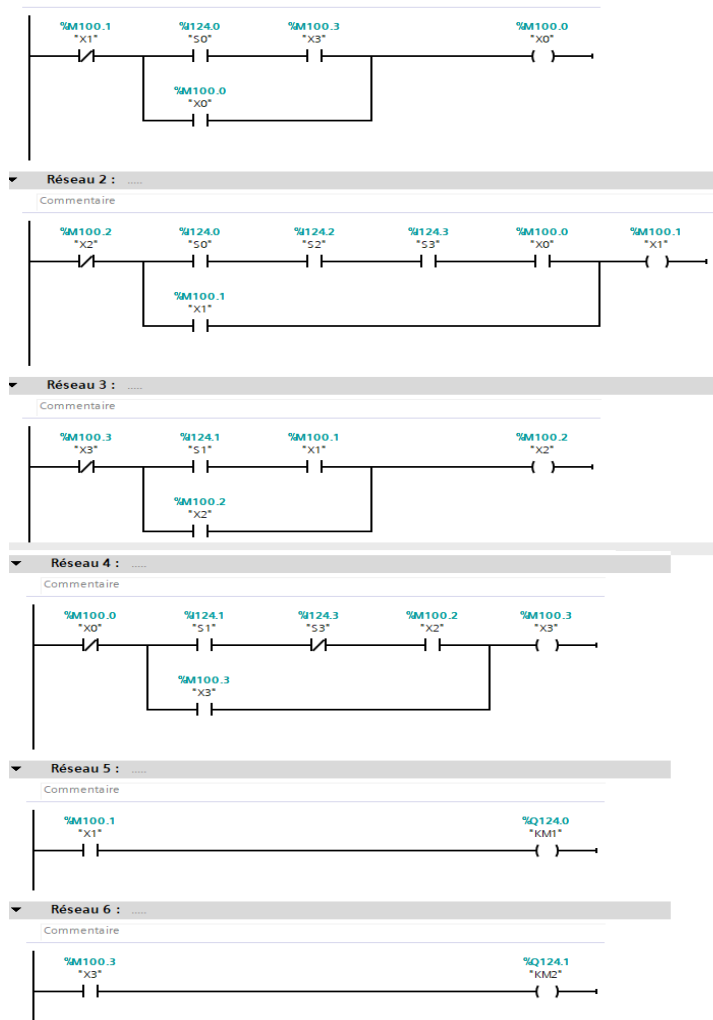 %M100.1 %I124.0 %M100.3 %M100.0
"X1" "S0" "X3" "X0"
%M100.0
"X0"
Réseau 2 : .....
Commentaire
%M100.2 %I124.0 %I124.2 %I124.3 %M100.0 %M100.1
"X2" "S0" "S2" "S3" "X0" "X1"
%M100.1
"X1"
Réseau 3 : .....
Commentaire
%M100.3 %I124.1 %M100.1 %M100.2
"X3" "S1" "X1" "X2"
%M100.2
"X2"
Réseau 4 : .....
Commentaire
%M100.0 %I124.1 %I124.3 %M100.2 %M100.3
"X0" "S1" "S3" "X2" "X3"
%M100.3
"X3"
Réseau 5 : .....
Commentaire
%M100.1 %Q124.0
"X1" "KM1"
Réseau 6 : .....
Commentaire
%M100.3 %Q124.1
"X3" "KM2"